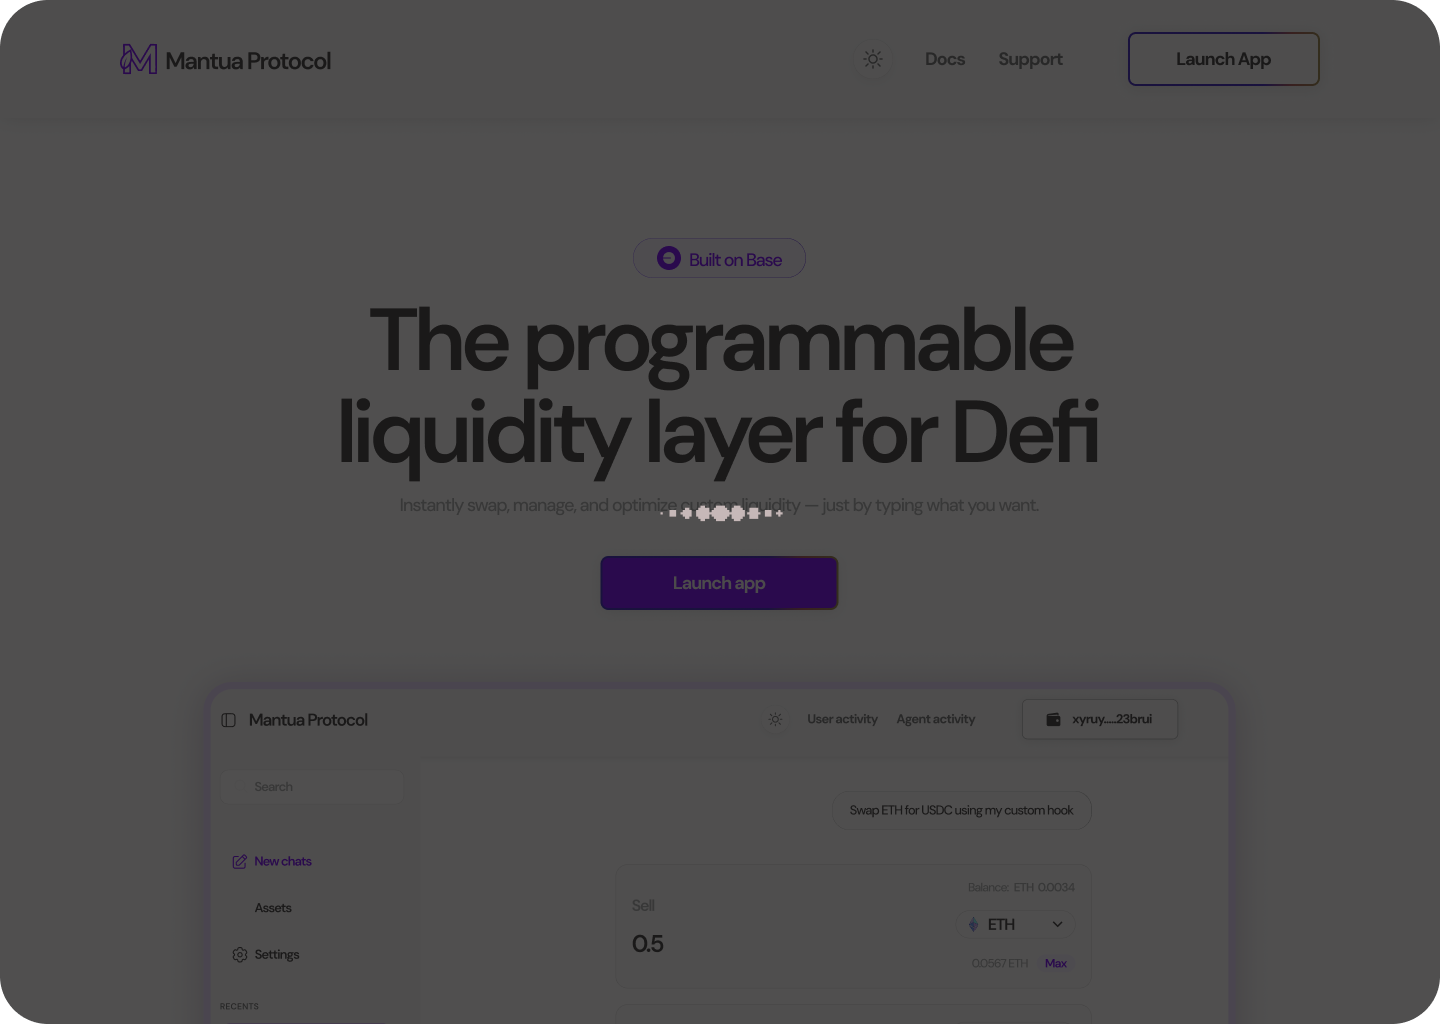 Mantua Protocol
Docs
Support
Launch App
Built on Base
The programmable
liquidity layer for Defi
Instantly swap, manage, and optimize custom liquidity — just by typing what you want.
Launch app
Mantua Protocol
User activity
Agent activity
xyruy.....23brui
Search
Swap ETH for USDC using my custom hook
New chats
Balance: ETH 0.0034
Sell
Assets
ETH
0.5
Settings
0.0567 ETH
Max
RECENTS